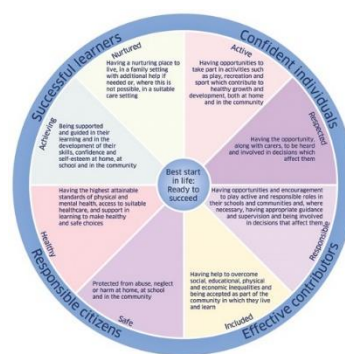 Successful learners
Confident individuals
Nurtured
Having a nurturing place to
live, in a family setting
with additional help if
needed or, where this is
not possible, in a suitable
care setting
Active
Having opportunities to
take part in activities such
as play, recreation and
sport which contribute to
healthy growth and
development, both at home
and in the community
Achieving
Being supported
and guided in their
learning and in the
development of their
skills, confidence and
self-esteem at home, at
school and in the community
Respected
Having the opportunity,
along with carers, to be heard
and involved in decisions which
affect them
Best start
in life:
Ready to
succeed
Healthy
Having the highest attainable
standards of physical and
mental health, access to suitable
healthcare, and support in
learning to make healthy
and safe choices
Responsible
Having opportunities and encouragement
to play active and responsible roles in
their schools and communities and, where
necessary, having appropriate guidance
and supervision and being involved
in decisions that affect them
Safe
Protected from abuse, neglect
or harm at home, at school
and in the community
Included
Having help to overcome
social, educational, physical
and economic inequalities and
being accepted as part of the
community in which they live
and learn
Responsible citizens
Effective contributors